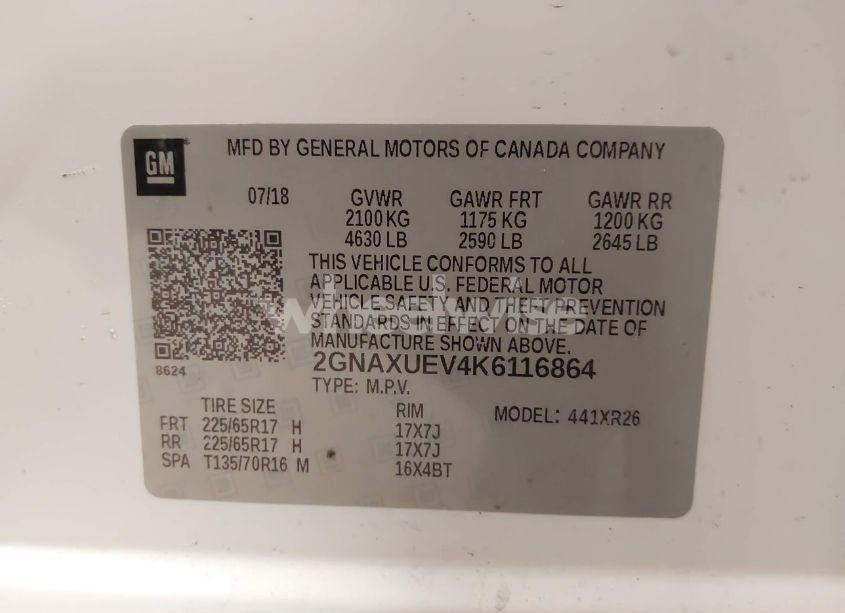 GM
MFD BY GENERAL MOTORS OF CANADA COMPANY
07/18 GVWR GAWR FRT GAWR RR
2100 KG 1175 KG 1200 KG
4630 LB 2590 LB 2645 LB
THIS VEHICLE CONFORMS TO ALL
APPLICABLE U.S. FEDERAL MOTOR
VEHICLE SAFETY AND THEFT PREVENTION
STANDARDS IN EFFECT ON THE DATE OF
MANUFACTURE SHOWN ABOVE.
8624
2GNAXUEV4K6116864
TYPE: M.P.V.
TIRE SIZE RIM MODEL: 441XR26
FRT 225/65R17 H 17X7J
RR 225/65R17 H 17X7J
SPA T135/70R16 M 16X4BT